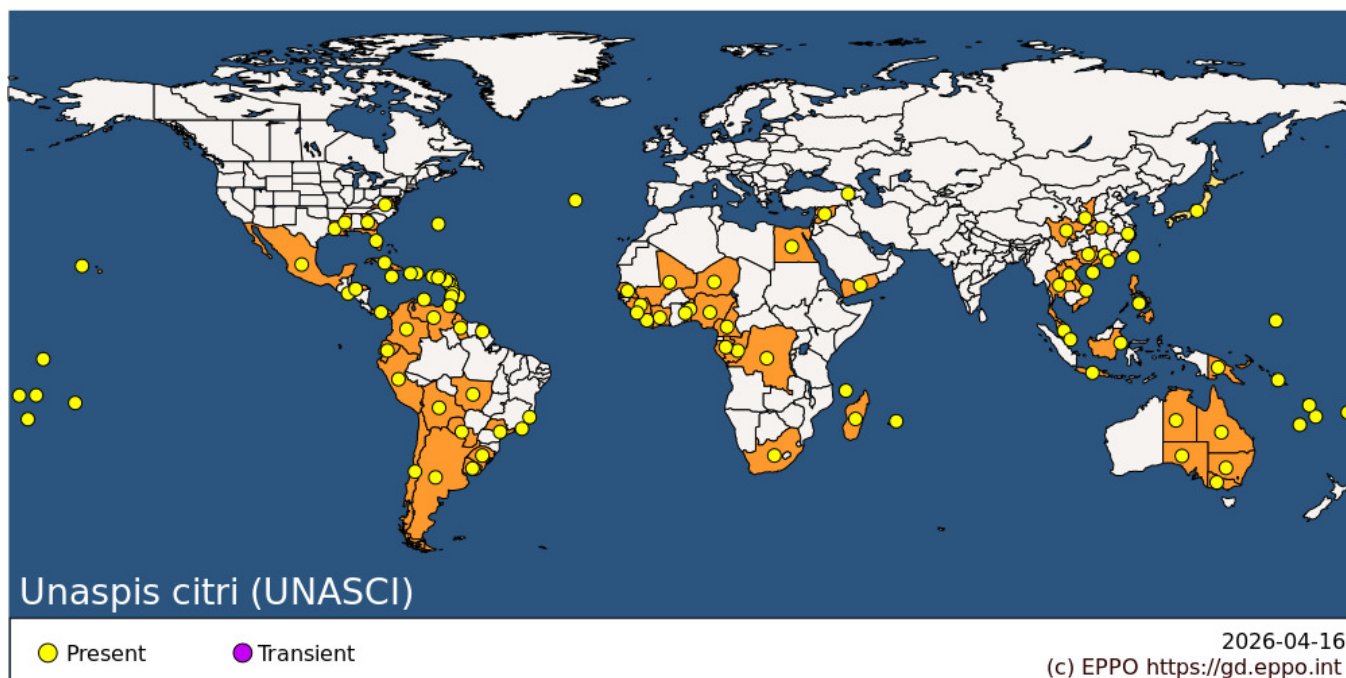 Unaspis citri (UNASCI)
Present
Transient
2026-04-16
(c) EPPO https://gd.eppo.int